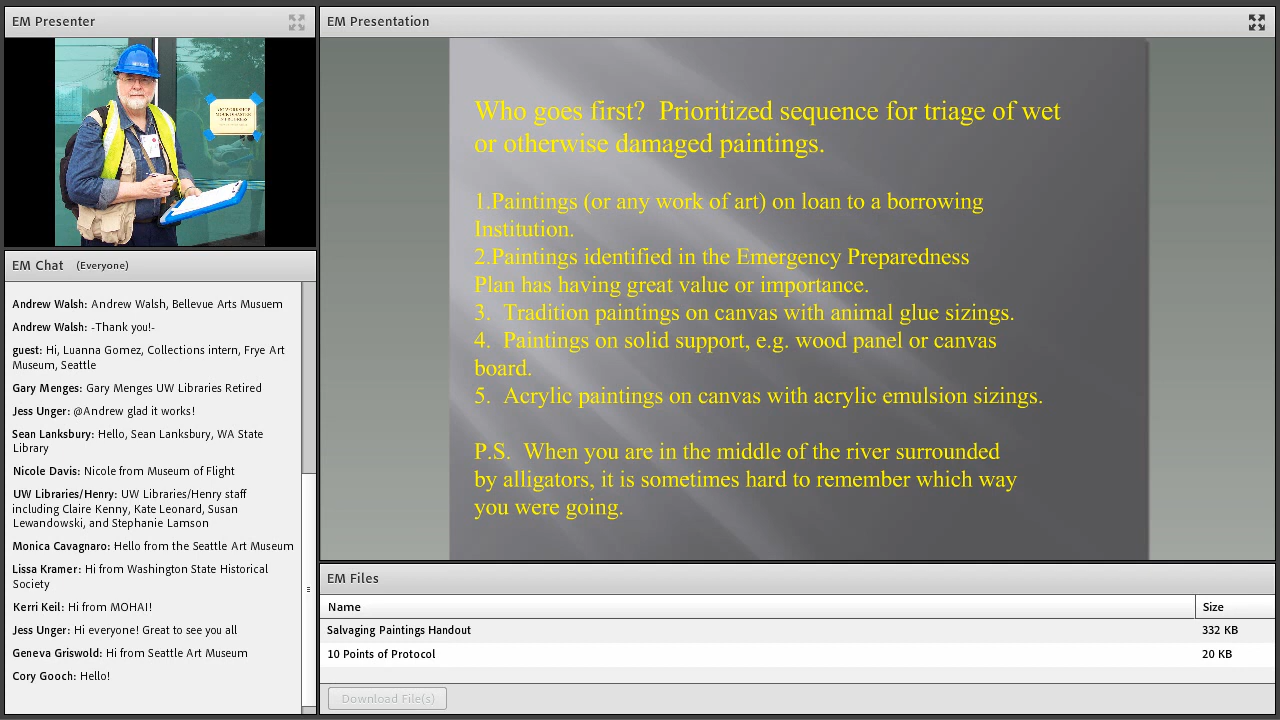 EM Presenter
EM Chat (Everyone)
Andrew Walsh: Andrew Walsh, Bellevue Arts Musuem
Andrew Walsh: -Thank you!-
guest: Hi, Luanna Gomez, Collections intern, Frye Art
Museum, Seattle
Gary Menges: Gary Menges UW Libraries Retired
Jess Unger: @Andrew glad it works!
Sean Lanksbury: Hello, Sean Lanksbury, WA State
Library
Nicole Davis: Nicole from Museum of Flight
UW Libraries/Henry: UW Libraries/Henry staff
including Claire Kenny, Kate Leonard, Susan
Lewandowski, and Stephanie Lamson
Monica Cavagnaro: Hello from the Seattle Art Museum
Lissa Kramer: Hi from Washington State Historical
Society
Kerri Keil: Hi from MOHAI!
Jess Unger: Hi everyone! Great to see you all
Geneva Griswold: Hi from Seattle Art Museum
Cory Gooch: Hello!
EM Presentation
Who goes first?  Prioritized sequence for triage of wet
or otherwise damaged paintings.
1.Paintings (or any work of art) on loan to a borrowing
Institution.
2.Paintings identified in the Emergency Preparedness
Plan has having great value or importance.
3.  Tradition paintings on canvas with animal glue sizings.
4.  Paintings on solid support, e.g. wood panel or canvas
board.
5.  Acrylic paintings on canvas with acrylic emulsion sizings.
P.S.  When you are in the middle of the river surrounded
by alligators, it is sometimes hard to remember which way
you were going.
EM Files
Name Size
Salvaging Paintings Handout 332 KB
10 Points of Protocol 20 KB
Download File(s)